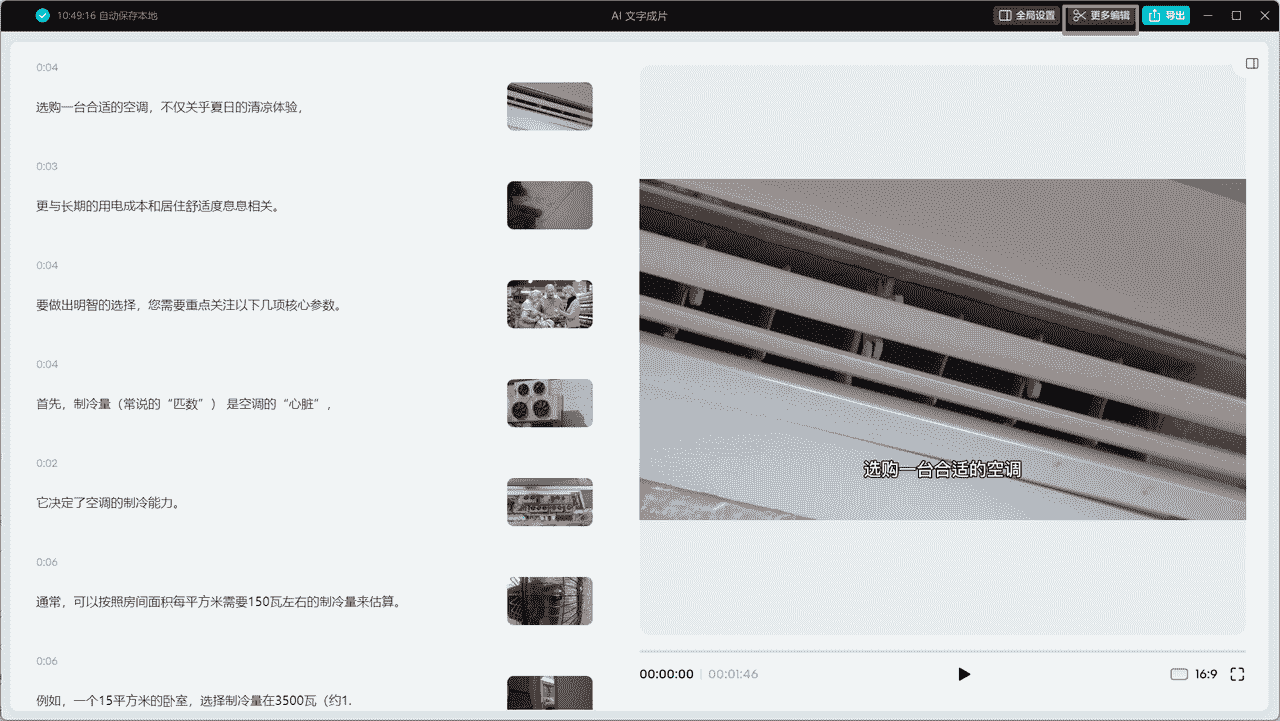 10:49:16 自动保存本地
AI 文字成片
全局设置
更多编辑
导出
0:04
选购一台合适的空调，不仅关乎夏日的清凉体验，
0:03
更与长期的用电成本和居住舒适度息息相关。
0:04
要做出明智的选择，您需要重点关注以下几项核心参数。
0:04
首先，制冷量（常说的“匹数”） 是空调的“心脏”，
0:02
它决定了空调的制冷能力。
0:06
通常，可以按照房间面积每平方米需要150瓦左右的制冷量来估算。
0:06
例如，一个15平方米的卧室，选择制冷量在3500瓦（约1.
选购一台合适的空调
00:00:00 | 00:01:46
16:9